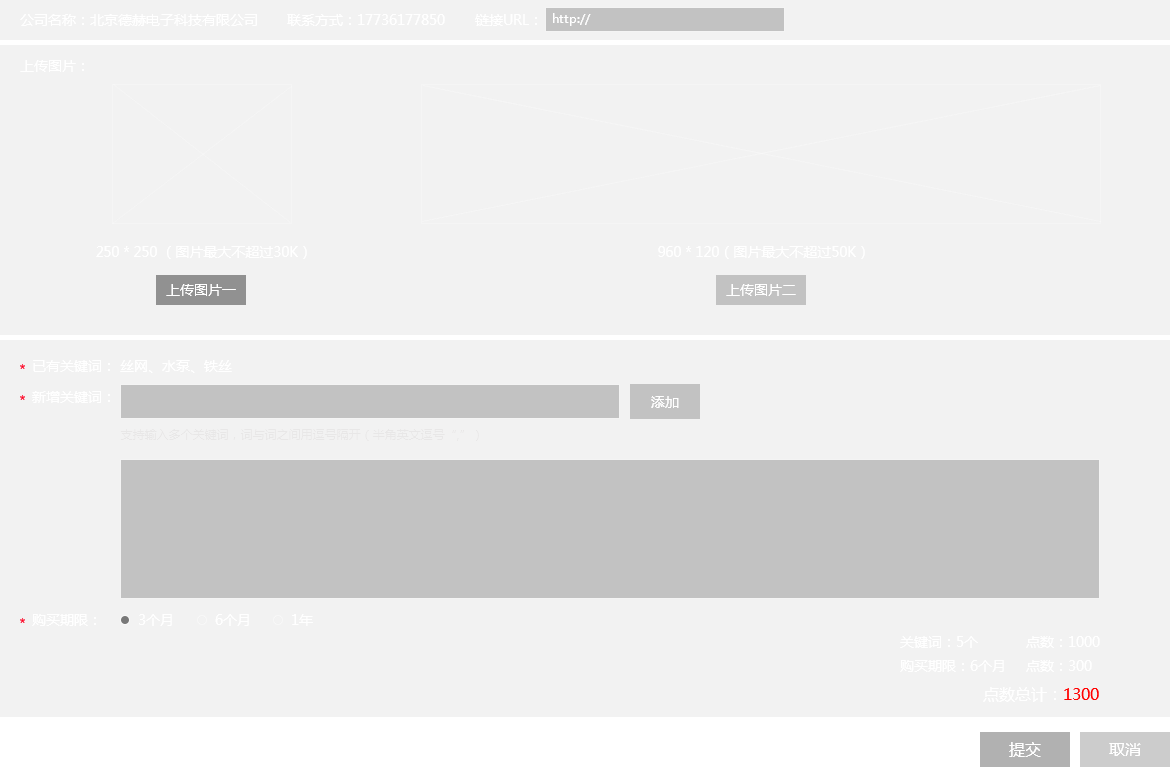 公司名称：北京德赫电子科技有限公司 联系方式：17736177850 链接URL： http://
上传图片：
250 * 250 （ 图片最大不超过30K ） 960 * 120 ( 图片最大不超过50K )
上传图片一 上传图片二
* 已有关键词： 丝网、水泵、铁丝
* 新增关键词： 添加
支持输入多个关键词，词与词之间用逗号隔开（ 半角英文逗号 "," ）
* 购买期限： 3个月 6个月 1年
关键词：5个 点数：1000
购买期限：6个月 点数：300
点数总计：1300
提交 取消